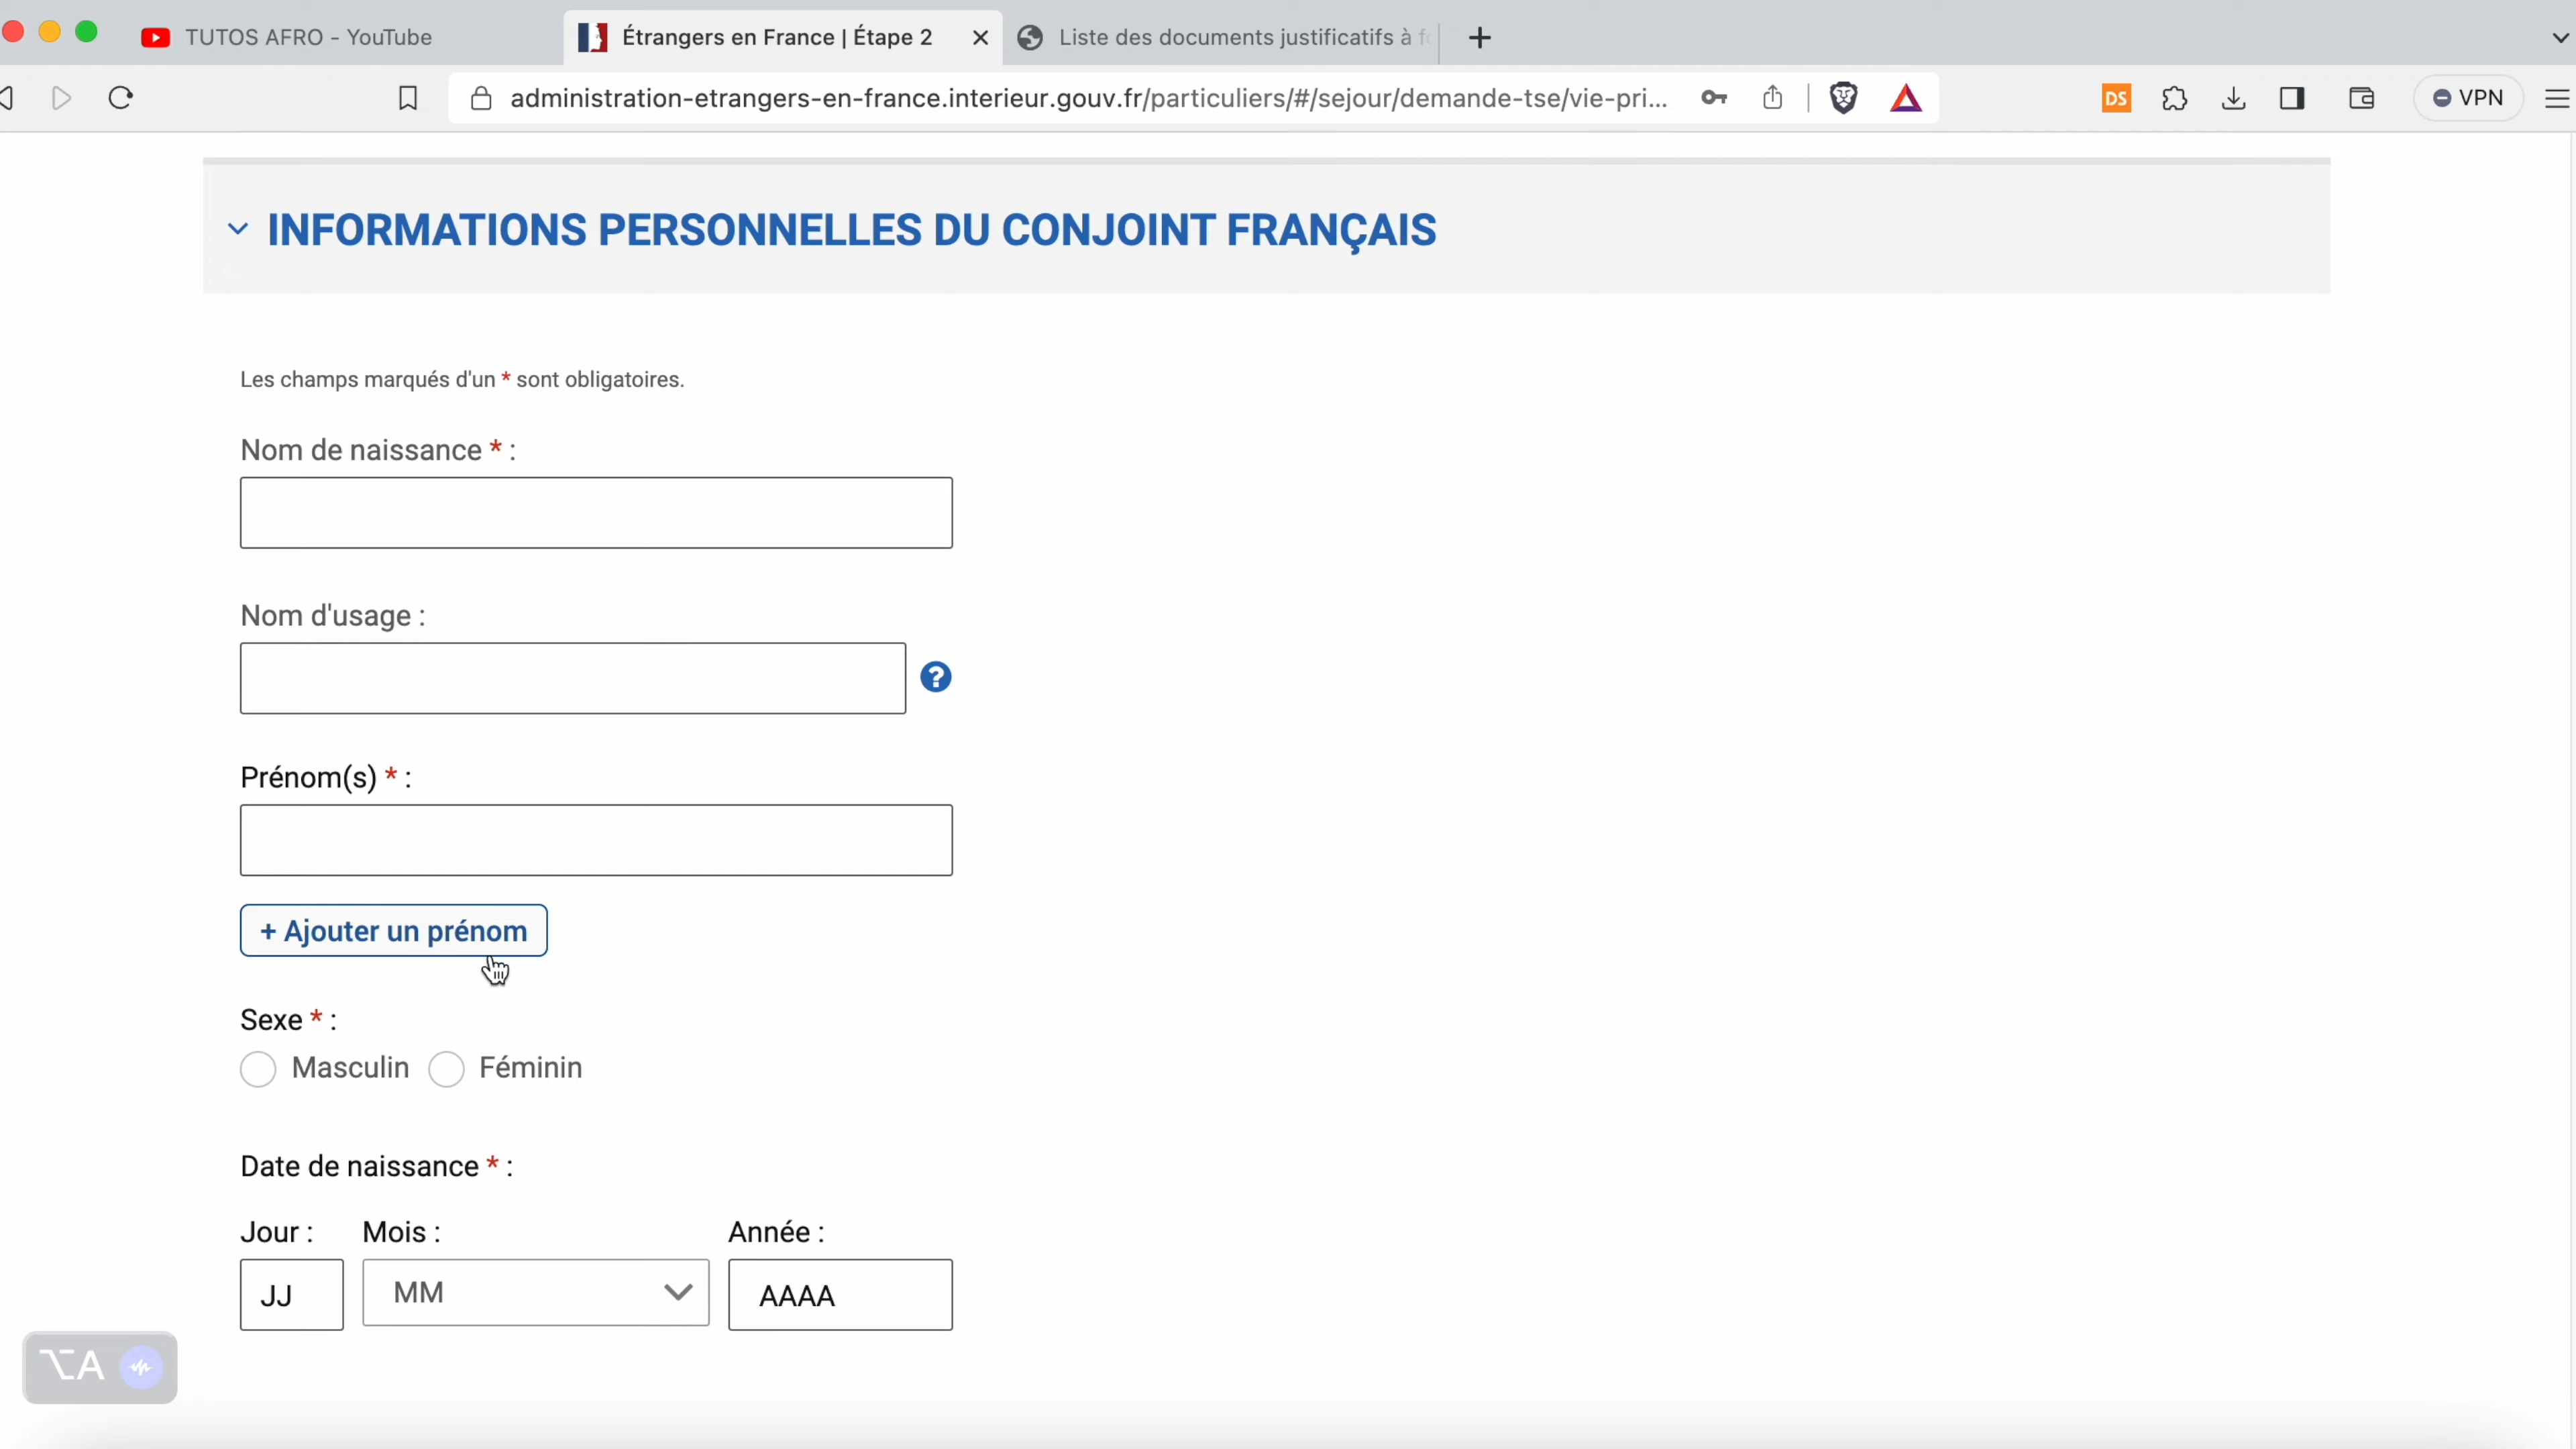 TUTOS AFRO - YouTube
Étrangers en France | Étape 2
Liste des documents justificatifs à
administration-etrangers-en-france.interieur.gouv.fr/particuliers/#/sejour/demande-tse/vie-pri...
DS
VPN
INFORMATIONS PERSONNELLES DU CONJOINT FRANÇAIS
Les champs marqués d'un * sont obligatoires.
Nom de naissance * :
Nom d'usage :
?
Prénom(s) * :
+ Ajouter un prénom
Sexe * :
Masculin Féminin
Date de naissance * :
Jour : Mois : Année :
JJ MM AAAA
⌥A